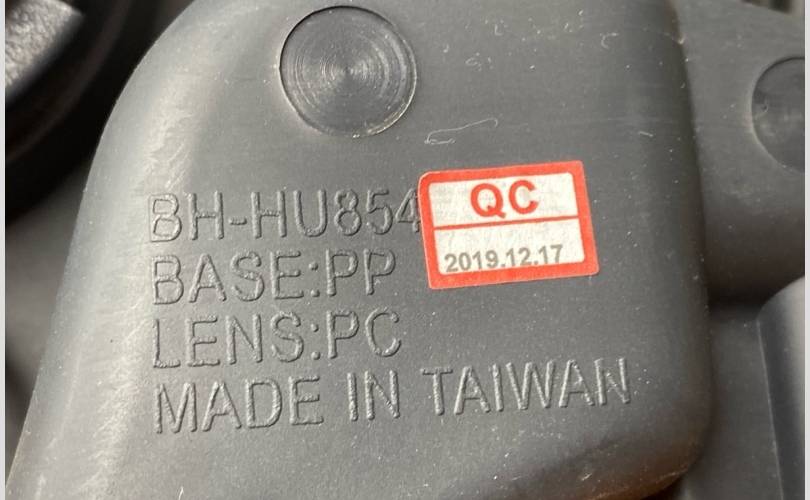 BH-HU854
QC
2019.12.17
BASE:PP
LENS:PC
MADE IN TAIWAN